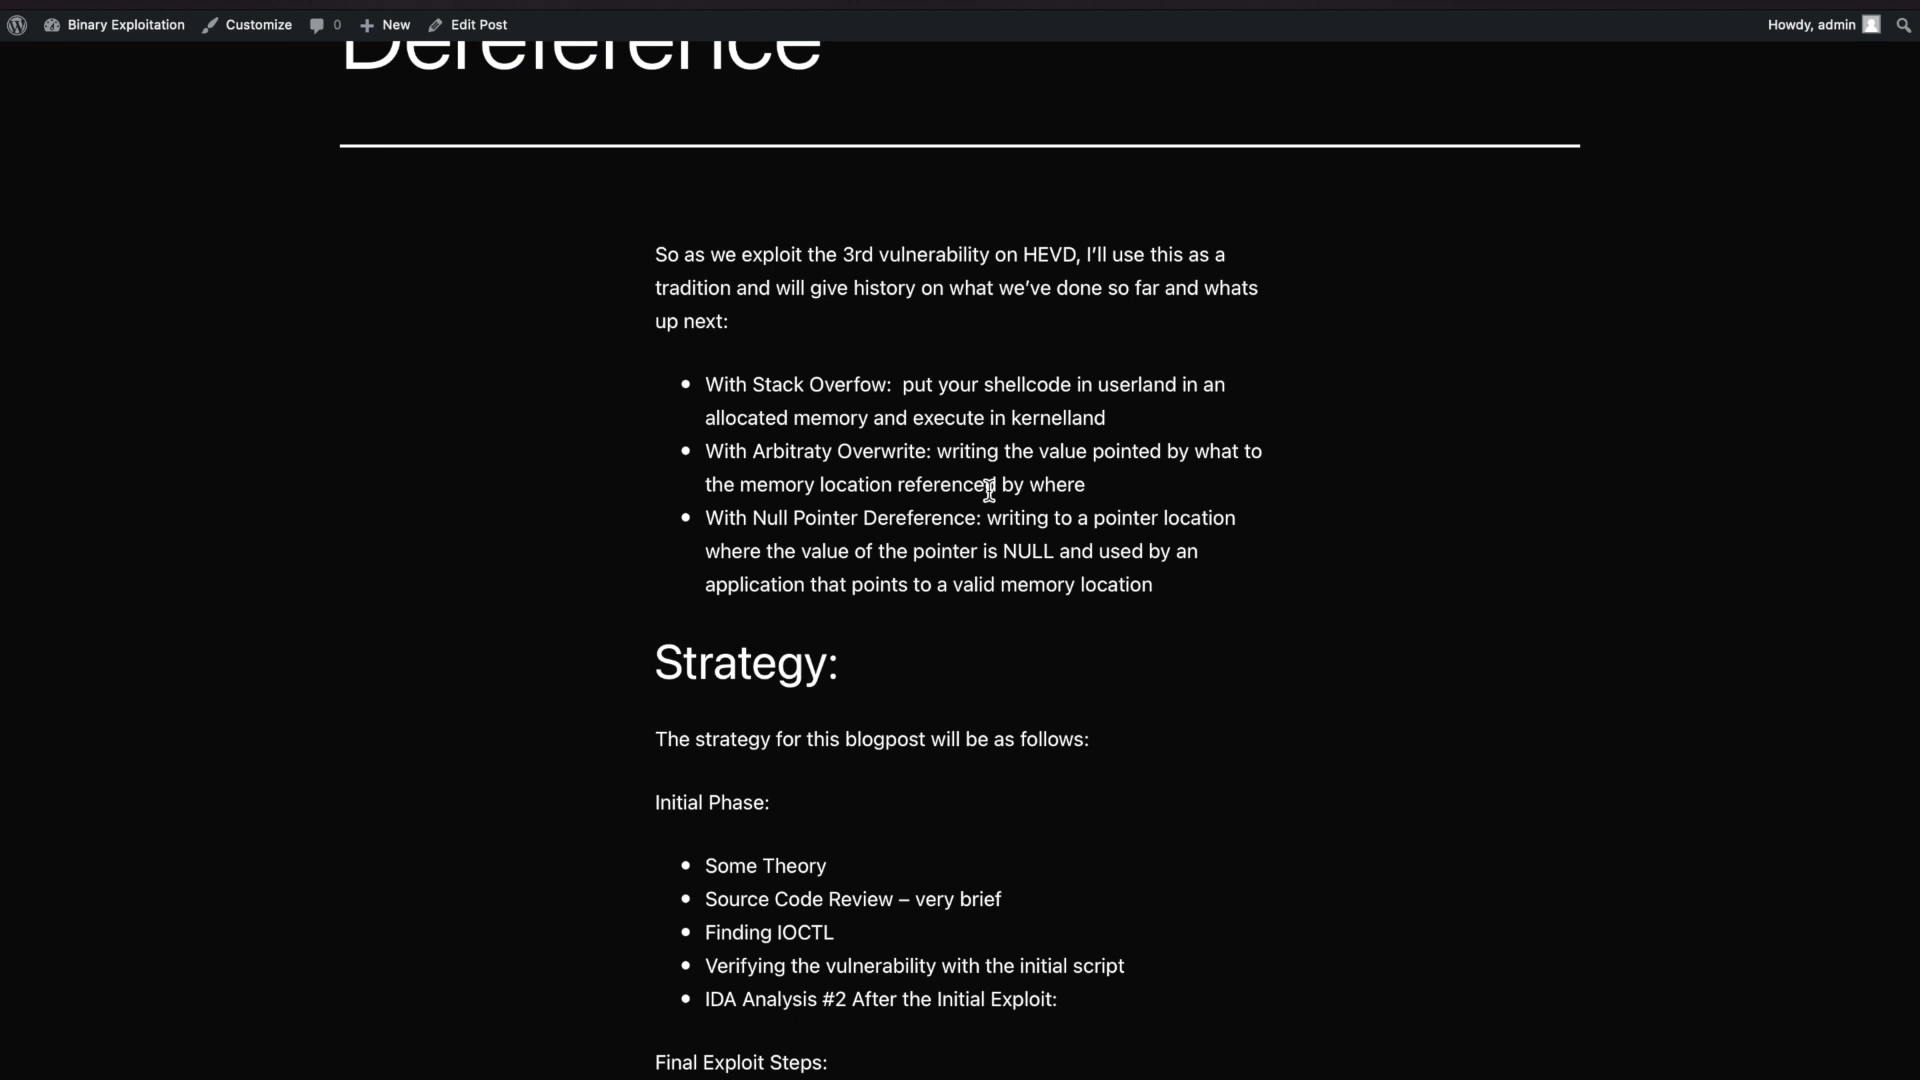 Binary Exploitation Customize 0 New Edit Post Howdy, admin
Dereference
So as we exploit the 3rd vulnerability on HEVD, I’ll use this as a
tradition and will give history on what we’ve done so far and whats
up next:
With Stack Overfow:  put your shellcode in userland in an
allocated memory and execute in kernelland
With Arbitraty Overwrite: writing the value pointed by what to
the memory location referenced by where
With Null Pointer Dereference: writing to a pointer location
where the value of the pointer is NULL and used by an
application that points to a valid memory location
Strategy:
The strategy for this blogpost will be as follows:
Initial Phase:
Some Theory
Source Code Review – very brief
Finding IOCTL
Verifying the vulnerability with the initial script
IDA Analysis #2 After the Initial Exploit:
Final Exploit Steps: